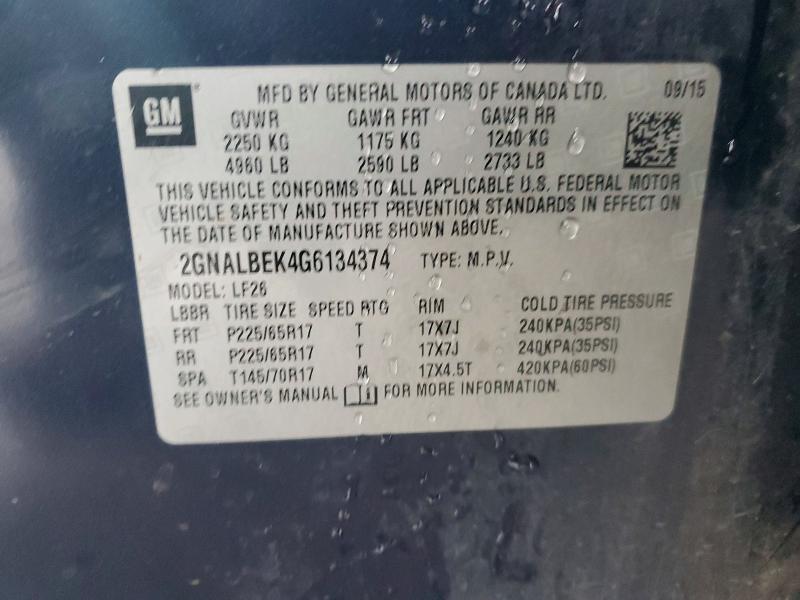 GM
MFD BY GENERAL MOTORS OF CANADA LTD. 09/15
GVWR GAWR FRT GAWR RR
2250 KG 1175 KG 1240 KG
4960 LB 2590 LB 2733 LB
THIS VEHICLE CONFORMS TO ALL APPLICABLE U.S. FEDERAL MOTOR
VEHICLE SAFETY AND THEFT PREVENTION STANDARDS IN EFFECT ON
THE DATE OF MANUFACTURE SHOWN ABOVE.
2GNALBEK4G6134374 TYPE: M.P.V.
MODEL: LF26
LBBR TIRE SIZE SPEED RTG RIM COLD TIRE PRESSURE
FRT P225/65R17 T 17X7J 240KPA(35PSI)
RR P225/65R17 T 17X7J 240KPA(35PSI)
SPA T145/70R17 M 17X4.5T 420KPA(60PSI)
SEE OWNER'S MANUAL FOR MORE INFORMATION.